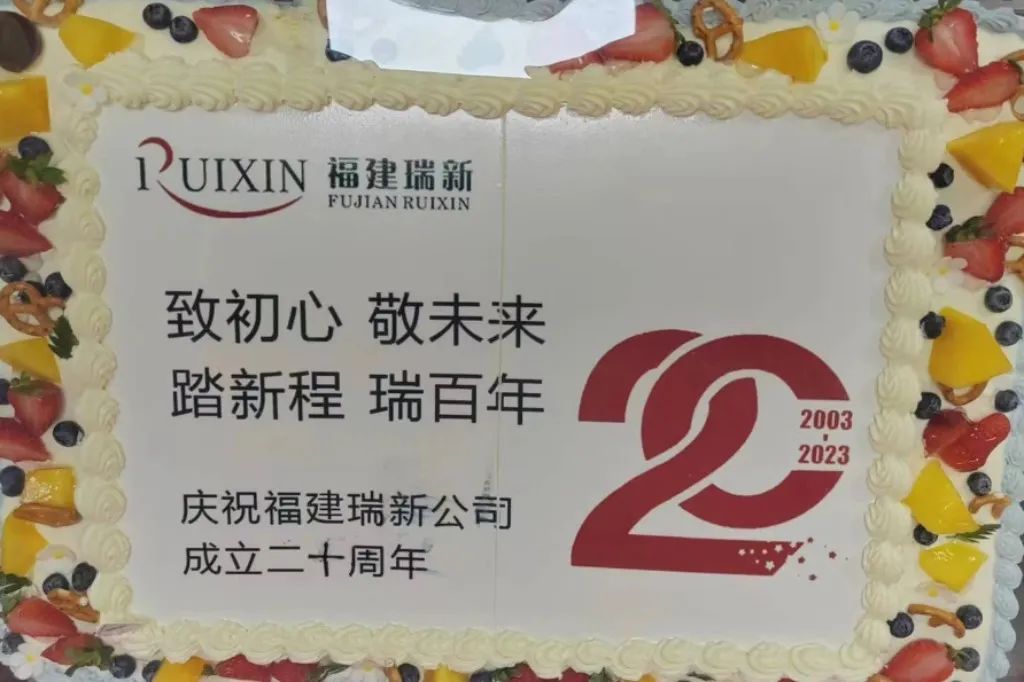 RUIXIN 福建瑞新
FUJIAN RUIXIN
致初心 敬未来
踏新程 瑞百年
庆祝福建瑞新公司
成立二十周年
20
2003
-
2023